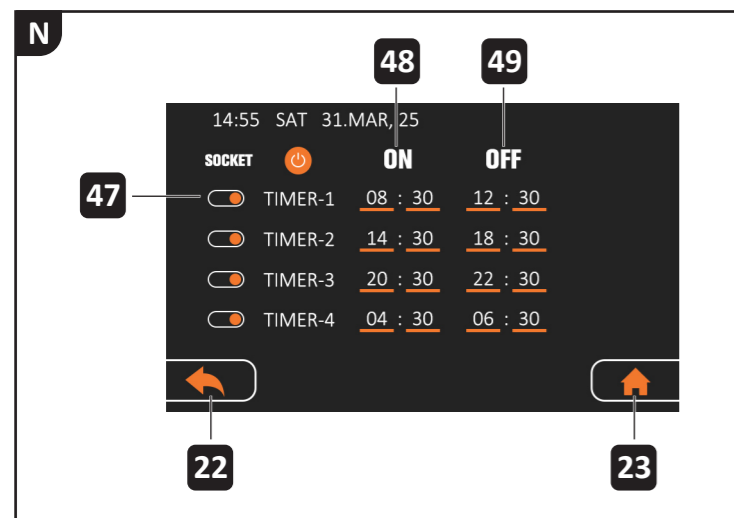 N
48 49
14:55 SAT 31.MAR, 25
SOCKET ON OFF
47
TIMER-1 08 : 30 12 : 30
TIMER-2 14 : 30 18 : 30
TIMER-3 20 : 30 22 : 30
TIMER-4 04 : 30 06 : 30
22 23